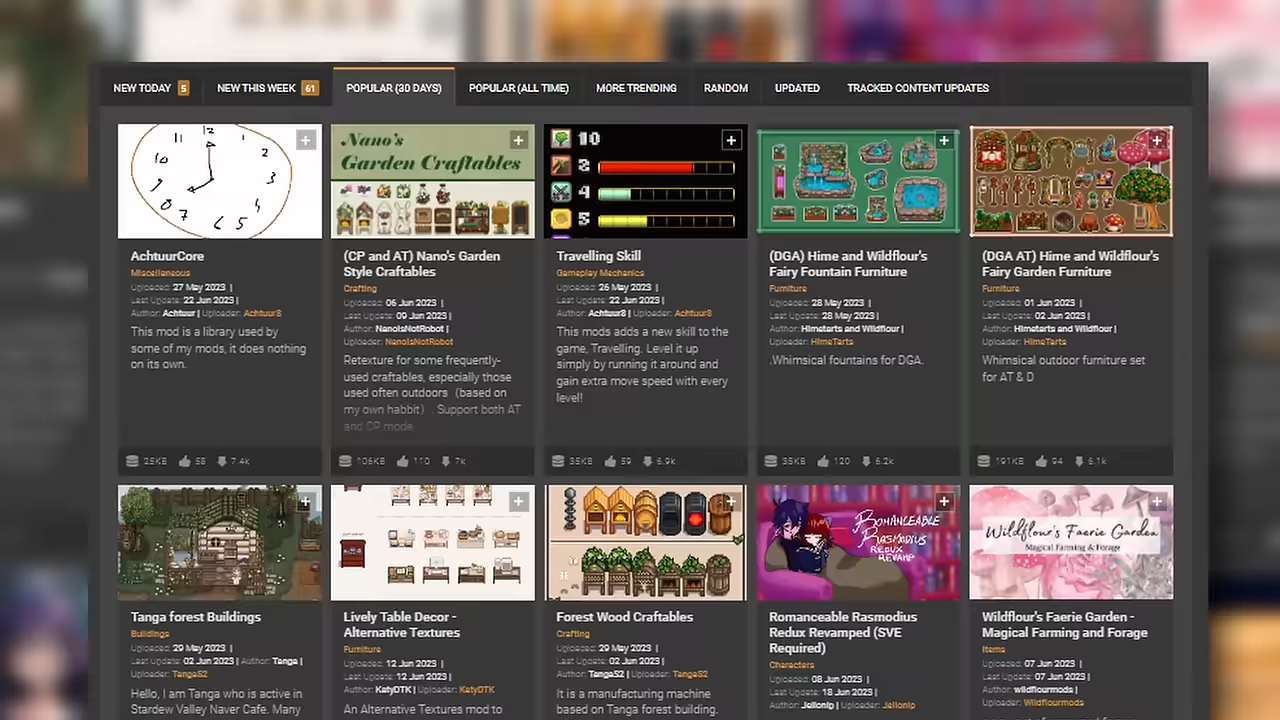 NEW TODAY 5 NEW THIS WEEK 61 POPULAR (30 DAYS) POPULAR (ALL TIME) MORE TRENDING RANDOM UPDATED TRACKED CONTENT UPDATES
12
11
1
10
2
3
9
4
8
7
6
5
AchtuurCore
Miscellaneous
Uploaded: 27 May 2023 |
Last Update: 22 Jun 2023 |
Author: Achtuur | Uploader: Achtuur8
This mod is a library used by
some of my mods, it does nothing
on its own.
25KB 58 7.4k
Nano's
Garden Craftables
(CP and AT) Nano's Garden
Style Craftables
Crafting
Uploaded: 06 Jun 2023 |
Last Update: 09 Jun 2023 |
Author: NanoIsNotRobot |
Uploader: NanoIsNotRobot
Retexture for some frequently-
used craftables, especially those
used often outdoors (based on
my own habbit) . Support both AT
and CP mode.
106KB 110 7k
10
2
4
5
Travelling Skill
Gameplay Mechanics
Uploaded: 26 May 2023 |
Last Update: 22 Jun 2023 |
Author: Achtuur8 | Uploader: Achtuur8
This mods adds a new skill to the
game, Travelling. Level it up
simply by running it around and
gain extra move speed with every
level!
35KB 59 6.9k
(DGA) Hime and Wildflour's
Fairy Fountain Furniture
Furniture
Uploaded: 28 May 2023 |
Last Update: 28 May 2023 |
Author: Himetarts and Wildflour |
Uploader: HimeTarts
.Whimsical fountains for DGA.
35KB 120 6.2k
(DGA AT) Hime and Wildflour's
Fairy Garden Furniture
Furniture
Uploaded: 01 Jun 2023 |
Last Update: 02 Jun 2023 |
Author: Himetarts and Wildflour |
Uploader: HimeTarts
Whimsical outdoor furniture set
for AT & D
191KB 94 6.1k
Tanga forest Buildings
Buildings
Uploaded: 29 May 2023 |
Last Update: 02 Jun 2023 | Author: Tanga |
Uploader: TangaS2
Hello, I am Tanga who is active in
Stardew Valley Naver Cafe. Many
Lively Table Decor -
Alternative Textures
Furniture
Uploaded: 12 Jun 2023 |
Last Update: 12 Jun 2023 |
Author: KatyDTK | Uploader: KatyDTK
An Alternative Textures mod to
Forest Wood Craftables
Crafting
Uploaded: 29 May 2023 |
Last Update: 02 Jun 2023 |
Author: TangaS2 | Uploader: TangaS2
It is a manufacturing machine
based on Tanga forest building.
ROMANCEABLE
RASMODIUS
REDUX
REVAMP
Romanceable Rasmodius
Redux Revamped (SVE
Required)
Characters
Uploaded: 08 Jun 2023 |
Last Update: 18 Jun 2023 |
Author: Jellonip | Uploader: Jellonip
Wildflour's Faerie Garden
Magical Farming & Forage
Wildflour's Faerie Garden -
Magical Farming and Forage
Items
Uploaded: 07 Jun 2023 |
Last Update: 07 Jun 2023 |
Author: wildflourmods |
Uploader: Wildflourmods